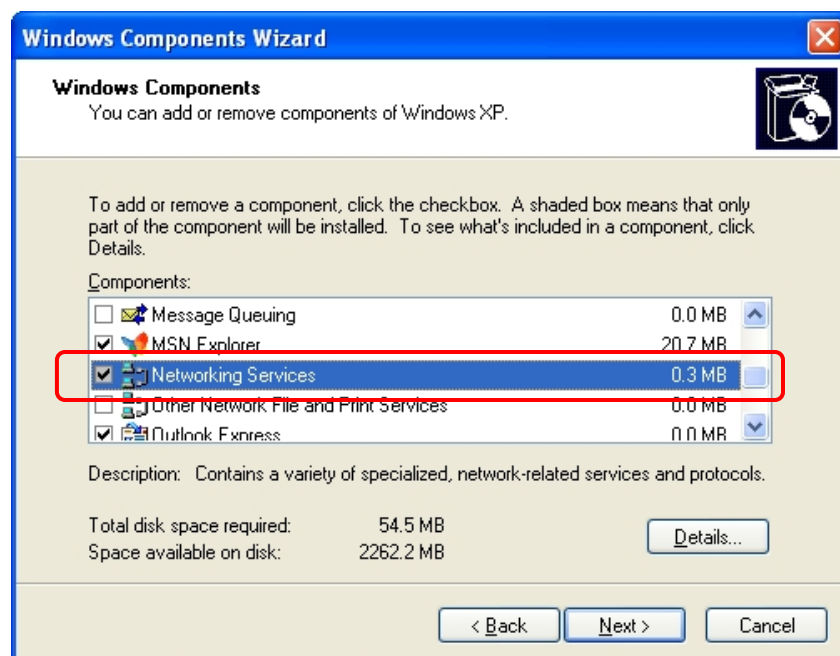 Windows Components Wizard
Windows Components
You can add or remove components of Windows XP.
To add or remove a component, click the checkbox. A shaded box means that only
part of the component will be installed. To see what's included in a component, click
Details.
Components:
Message Queuing 0.0 MB
MSN Explorer 20.7 MB
Networking Services 0.3 MB
Other Network File and Print Services 0.0 MB
Outlook Express 0.0 MB
Description: Contains a variety of specialized, network-related services and protocols.
Total disk space required: 54.5 MB
Space available on disk: 2262.2 MB
Details...
< Back Next > Cancel